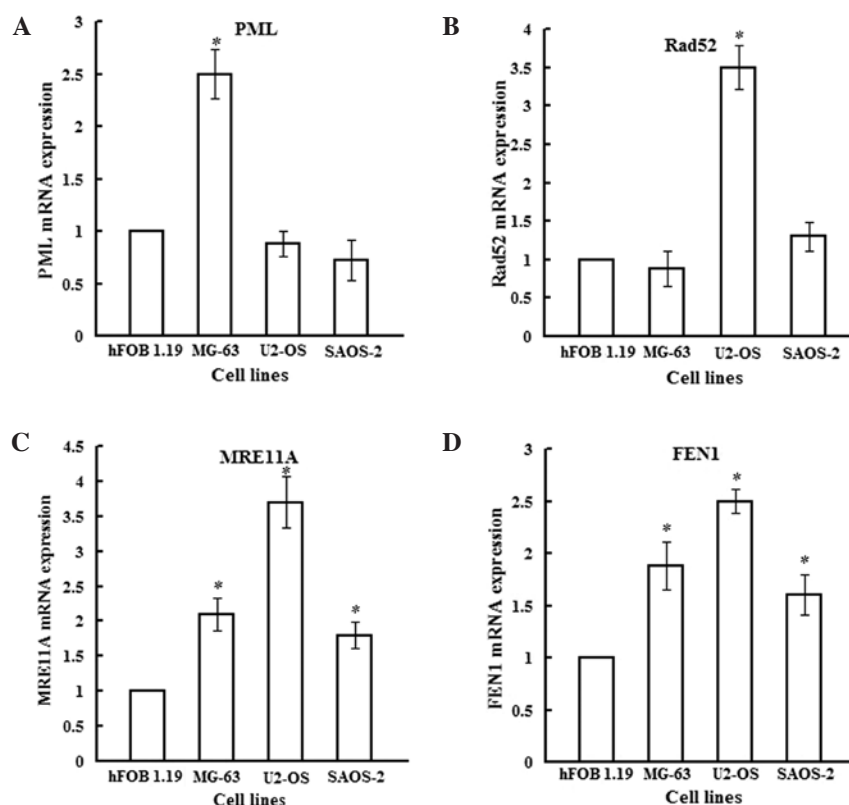 A
PML
PML mRNA expression
3
2.5
2
1.5
1
0.5
0
*
hFOB 1.19 MG-63 U2-OS SAOS-2
Cell lines
B
Rad52
Rad52 mRNA expression
4
3.5
3
2.5
2
1.5
1
0.5
0
*
hFOB 1.19 MG-63 U2-OS SAOS-2
Cell lines
C
MRE11A
MRE11A mRNA expression
4.5
4
3.5
3
2.5
2
1.5
1
0.5
0
* * *
hFOB 1.19 MG-63 U2-OS SAOS-2
Cell lines
D
FEN1
FEN1 mRNA expression
3
2.5
2
1.5
1
0.5
0
* * *
hFOB 1.19 MG-63 U2-OS SAOS-2
Cell lines